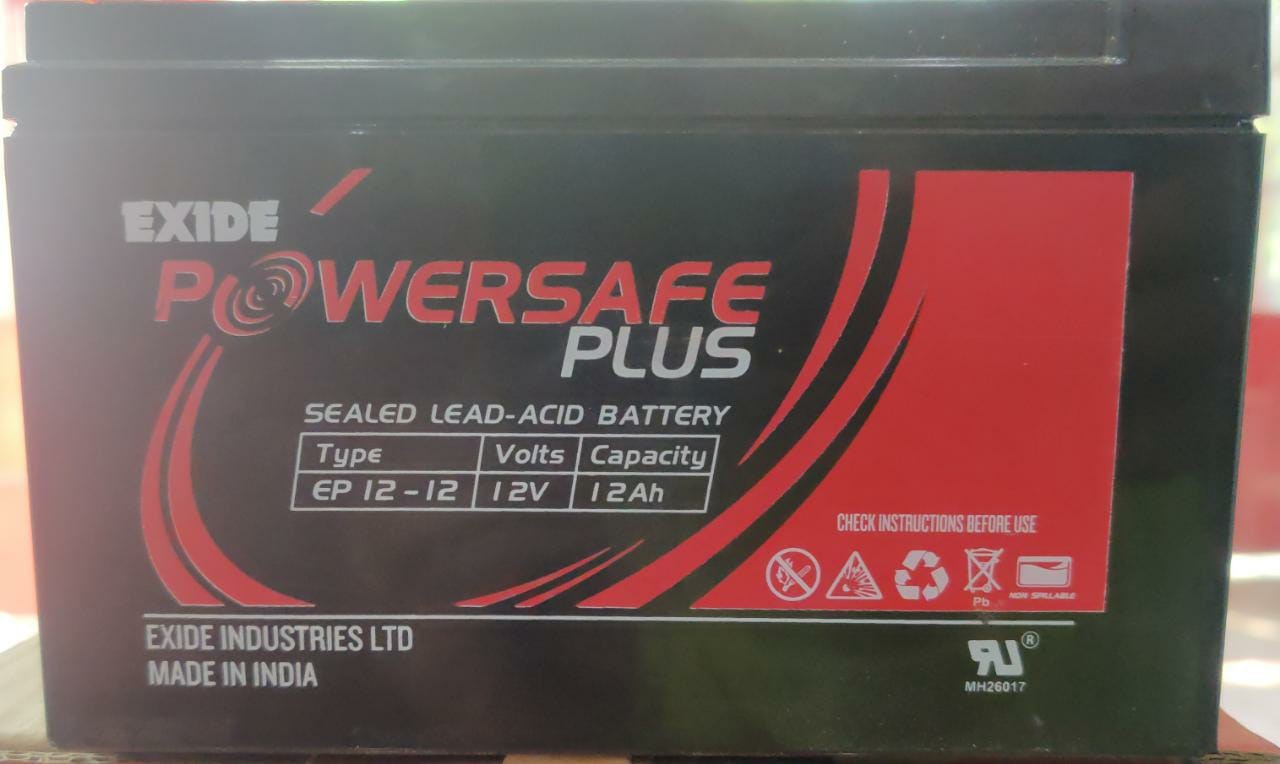 EXIDE
POWERSAFE
PLUS
SEALED LEAD-ACID BATTERY
Type Volts Capacity
EP 12-12 12V 12Ah
CHECK INSTRUCTIONS BEFORE USE
Pb
NON SPILLABLE
EXIDE INDUSTRIES LTD
MADE IN INDIA
RU ®
MH26017